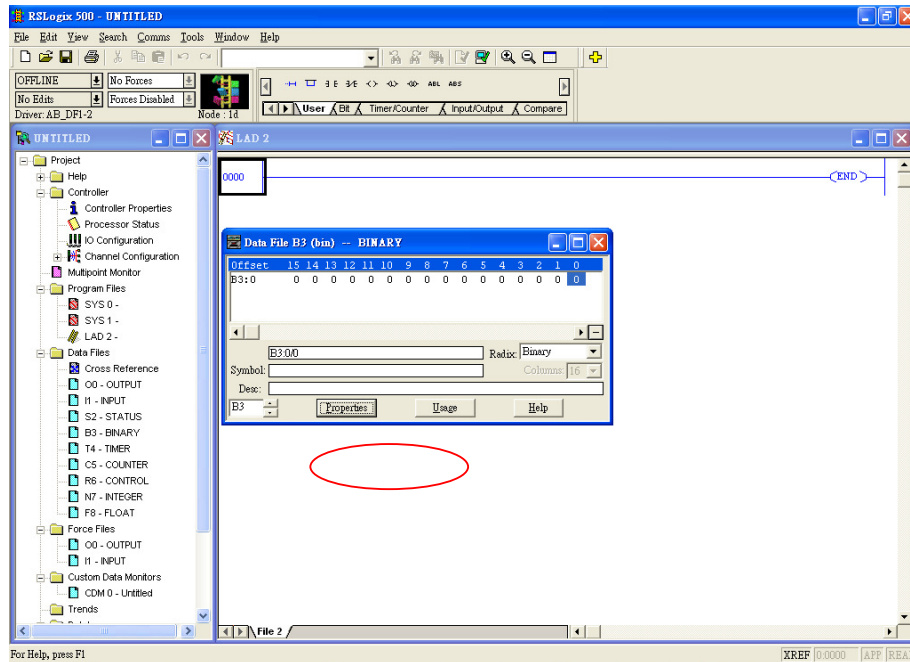 RSLogix 500 - UNTITLED
File Edit View Search Comms Tools Window Help
OFFLINE No Forces
No Edits Forces Disabled
Driver: AB_DF1-2 Node : 1d
ABL ABS
User Bit Timer/Counter Input/Output Compare
UNTITLED
Project
Help
Controller
Controller Properties
Processor Status
IO Configuration
Channel Configuration
Multipoint Monitor
Program Files
SYS 0 -
SYS 1 -
LAD 2 -
Data Files
Cross Reference
O0 - OUTPUT
I1 - INPUT
S2 - STATUS
B3 - BINARY
T4 - TIMER
C5 - COUNTER
R6 - CONTROL
N7 - INTEGER
F8 - FLOAT
Force Files
O0 - OUTPUT
I1 - INPUT
Custom Data Monitors
CDM 0 - Untitled
Trends
LAD 2
0000
END
Data File B3 (bin) -- BINARY
Offset 15 14 13 12 11 10 9 8 7 6 5 4 3 2 1 0
B3:0 0 0 0 0 0 0 0 0 0 0 0 0 0 0 0 0
B3:0/0 Radix: Binary
Symbol: Columns: 16
Desc:
B3 Properties Usage Help
File 2
For Help, press F1 XREF 0:0000 APP REA